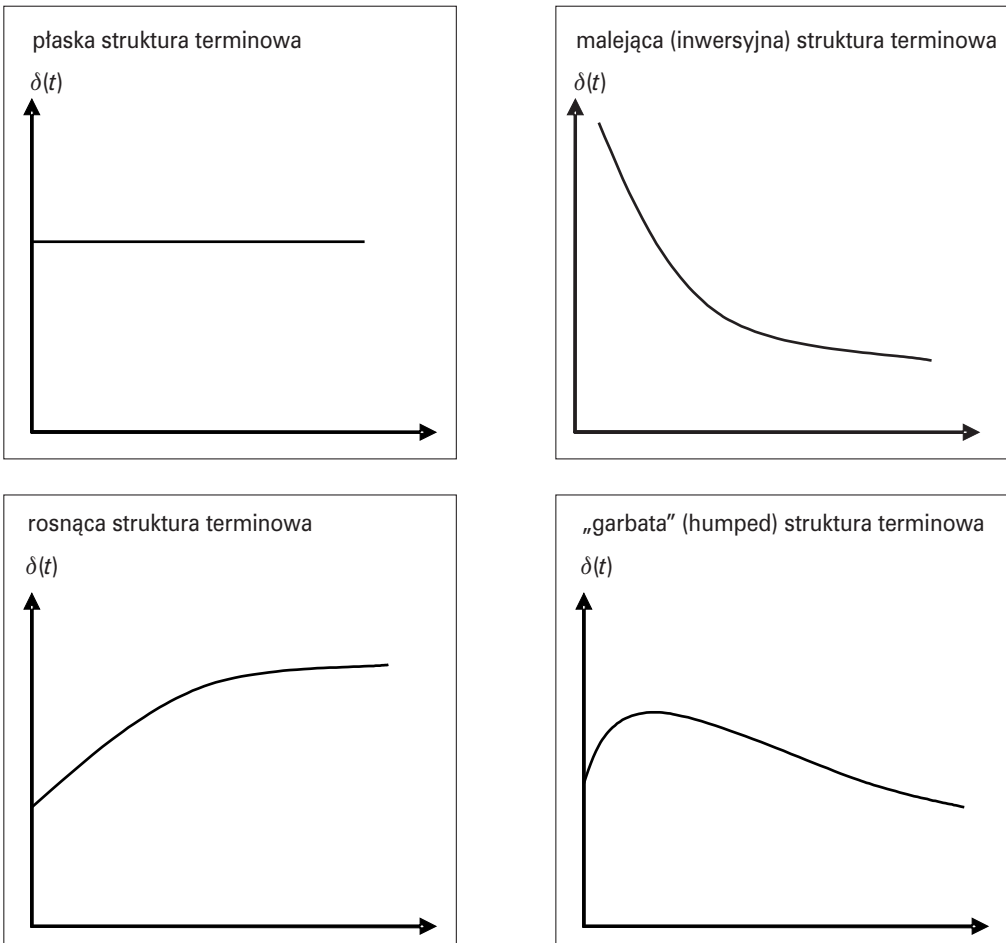 płaska struktura terminowa
δ(t)
malejąca (inwersyjna) struktura terminowa
δ(t)
rosnąca struktura terminowa
δ(t)
„garbata” (humped) struktura terminowa
δ(t)